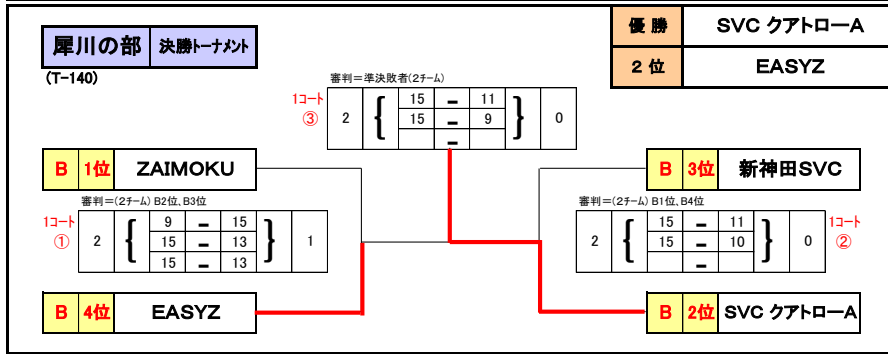 犀川の部 決勝トーナメント
(T-140)
優勝 SVC クアトローA
2位 EASYZ
審判=準決敗者(2チーム)
1コート
③
2 { 15 - 11 } 0
15 - 9
-
B 1位 ZAIMOKU
B 3位 新神田SVC
審判=(2チーム) B2位、B3位
1コート
①
2 { 9 - 15 } 1
15 - 13
15 - 13
審判=(2チーム) B1位、B4位
2 { 15 - 11 } 0
15 - 10
-
1コート
②
B 4位 EASYZ
B 2位 SVC クアトローA